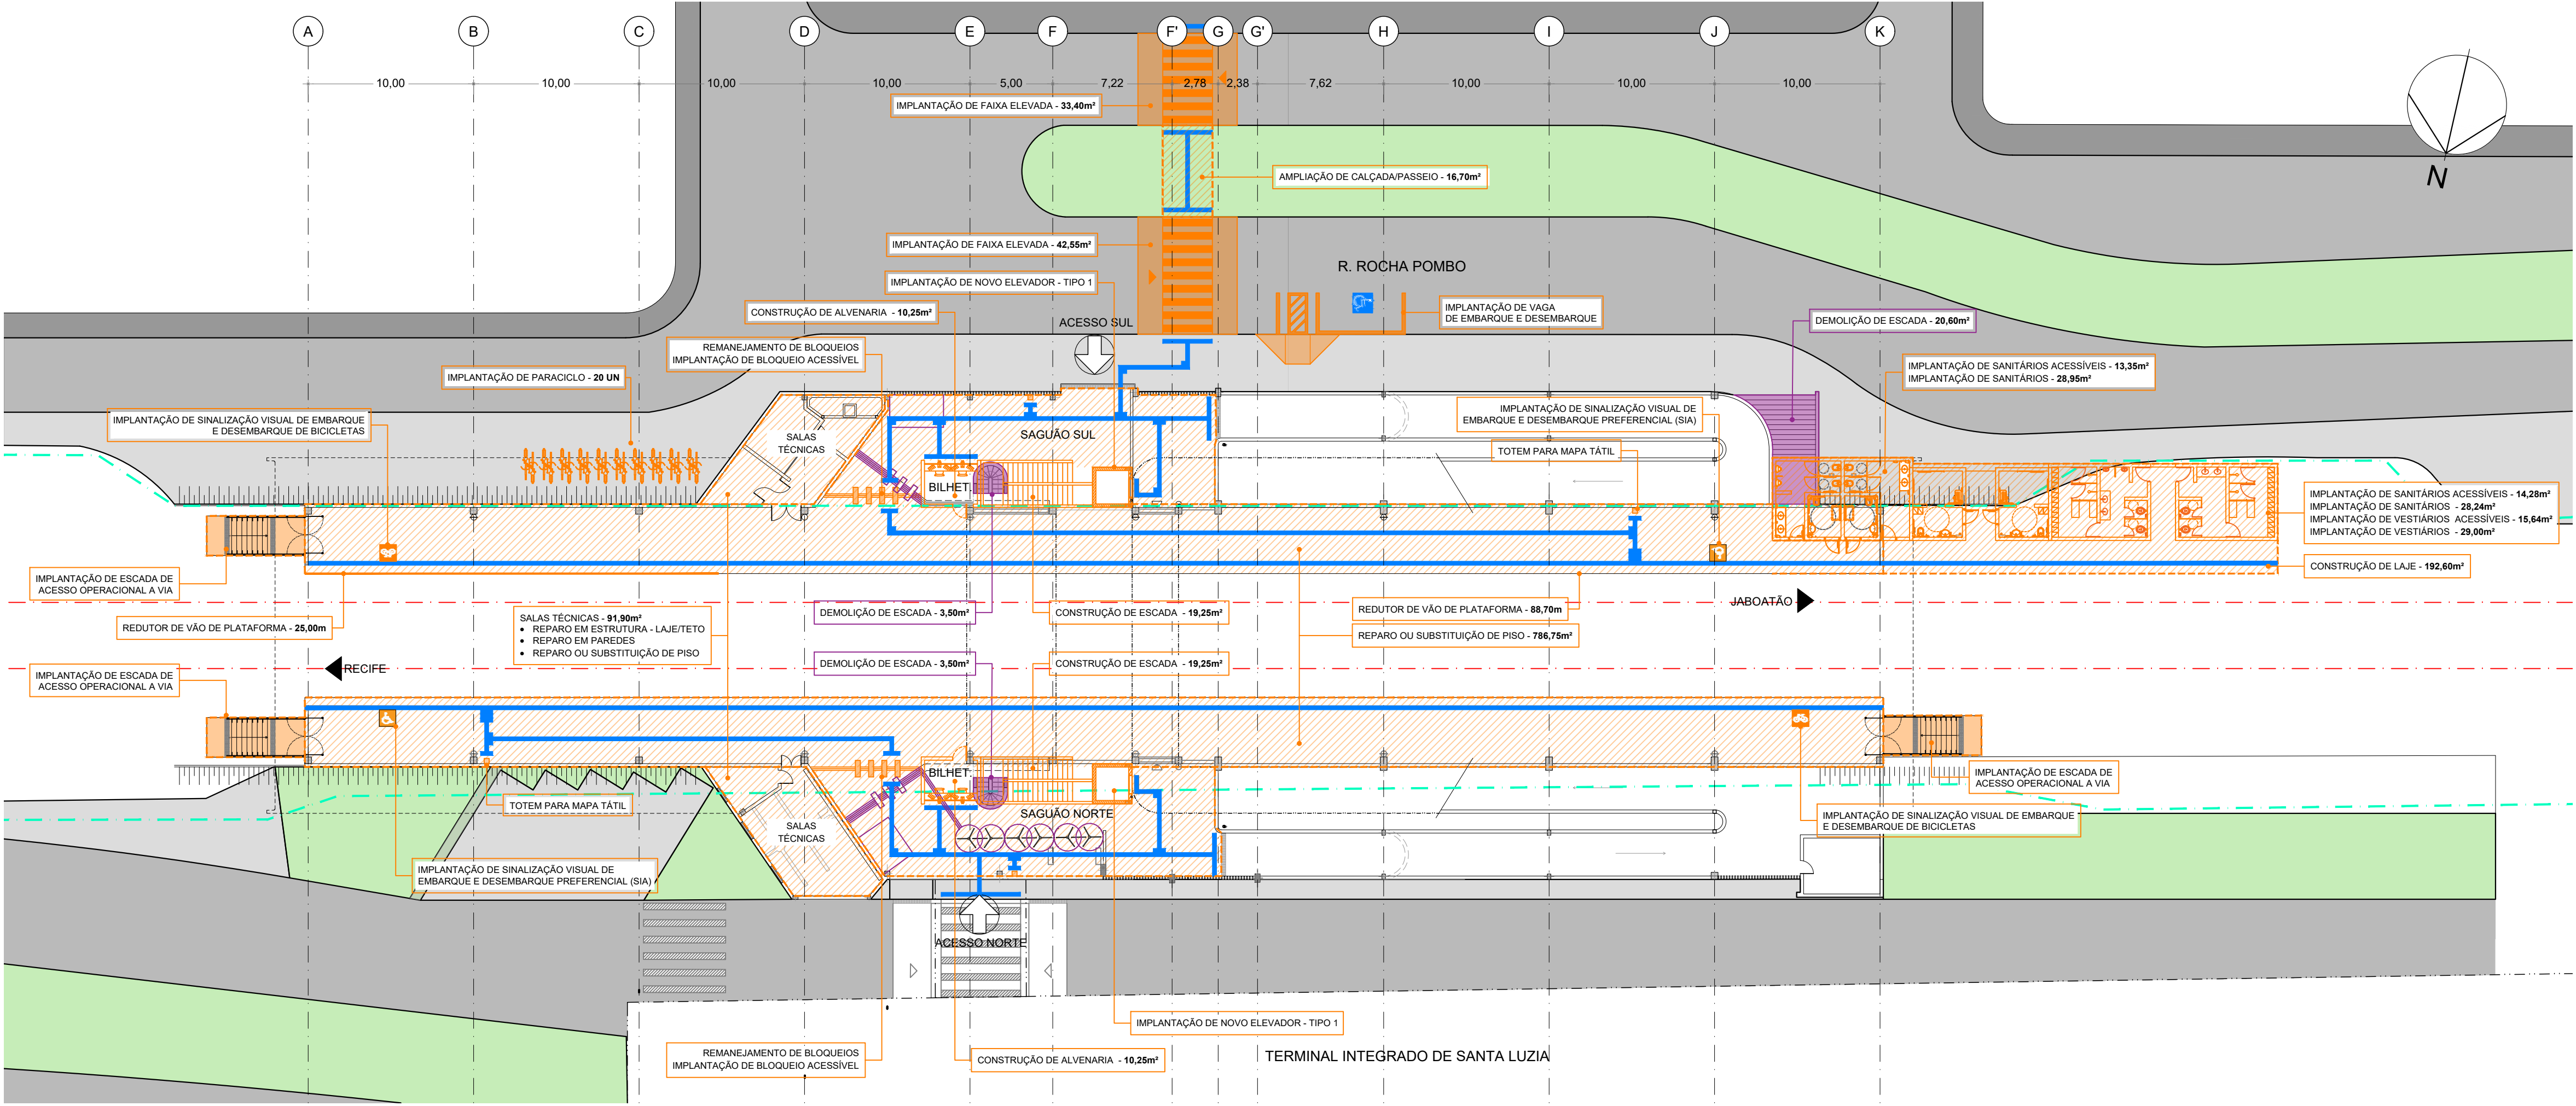 A B C D E F F' G G' H I J K
10,00 10,00 10,00 10,00 5,00 7,22 2,78 2,38 7,62 10,00 10,00 10,00
IMPLANTAÇÃO DE FAIXA ELEVADA - 33,40m²
AMPLIAÇÃO DE CALÇADA/PASSEIO - 16,70m²
N
IMPLANTAÇÃO DE FAIXA ELEVADA - 42,55m²
R. ROCHA POMBO
IMPLANTAÇÃO DE NOVO ELEVADOR - TIPO 1
CONSTRUÇÃO DE ALVENARIA - 10,25m²
IMPLANTAÇÃO DE VAGA
DE EMBARQUE E DESEMBARQUE
ACESSO SUL
DEMOLIÇÃO DE ESCADA - 20,60m²
REMANEJAMENTO DE BLOQUEIOS
IMPLANTAÇÃO DE BLOQUEIO ACESSÍVEL
IMPLANTAÇÃO DE SANITÁRIOS ACESSÍVEIS - 13,35m²
IMPLANTAÇÃO DE SANITÁRIOS - 28,95m²
IMPLANTAÇÃO DE PARACICLO - 20 UN
IMPLANTAÇÃO DE SINALIZAÇÃO VISUAL DE EMBARQUE
E DESEMBARQUE DE BICICLETAS
IMPLANTAÇÃO DE SINALIZAÇÃO VISUAL DE
EMBARQUE E DESEMBARQUE PREFERENCIAL (SIA)
SALAS
TÉCNICAS
SAGUÃO SUL
TOTEM PARA MAPA TÁTIL
BILHET.
IMPLANTAÇÃO DE SANITÁRIOS ACESSÍVEIS - 14,28m²
IMPLANTAÇÃO DE SANITÁRIOS - 28,24m²
IMPLANTAÇÃO DE VESTIÁRIOS ACESSÍVEIS - 15,64m²
IMPLANTAÇÃO DE VESTIÁRIOS - 29,00m²
CONSTRUÇÃO DE LAJE - 192,60m²
IMPLANTAÇÃO DE ESCADA DE
ACESSO OPERACIONAL A VIA
REDUTOR DE VÃO DE PLATAFORMA - 25,00m
SALAS TÉCNICAS - 91,90m²
• REPARO EM ESTRUTURA - LAJE/TETO
• REPARO EM PAREDES
• REPARO OU SUBSTITUIÇÃO DE PISO
DEMOLIÇÃO DE ESCADA - 3,50m²
CONSTRUÇÃO DE ESCADA - 19,25m²
REDUTOR DE VÃO DE PLATAFORMA - 88,70m
JABOATÃO
REPARO OU SUBSTITUIÇÃO DE PISO - 786,75m²
RECIFE
DEMOLIÇÃO DE ESCADA - 3,50m²
CONSTRUÇÃO DE ESCADA - 19,25m²
IMPLANTAÇÃO DE ESCADA DE
ACESSO OPERACIONAL A VIA
BILHET.
IMPLANTAÇÃO DE ESCADA DE
ACESSO OPERACIONAL A VIA
TOTEM PARA MAPA TÁTIL
SAGUÃO NORTE
SALAS
TÉCNICAS
IMPLANTAÇÃO DE SINALIZAÇÃO VISUAL DE EMBARQUE
E DESEMBARQUE DE BICICLETAS
IMPLANTAÇÃO DE SINALIZAÇÃO VISUAL DE
EMBARQUE E DESEMBARQUE PREFERENCIAL (SIA)
ACESSO NORTE
IMPLANTAÇÃO DE NOVO ELEVADOR - TIPO 1
REMANEJAMENTO DE BLOQUEIOS
IMPLANTAÇÃO DE BLOQUEIO ACESSÍVEL
CONSTRUÇÃO DE ALVENARIA - 10,25m²
TERMINAL INTEGRADO DE SANTA LUZIA